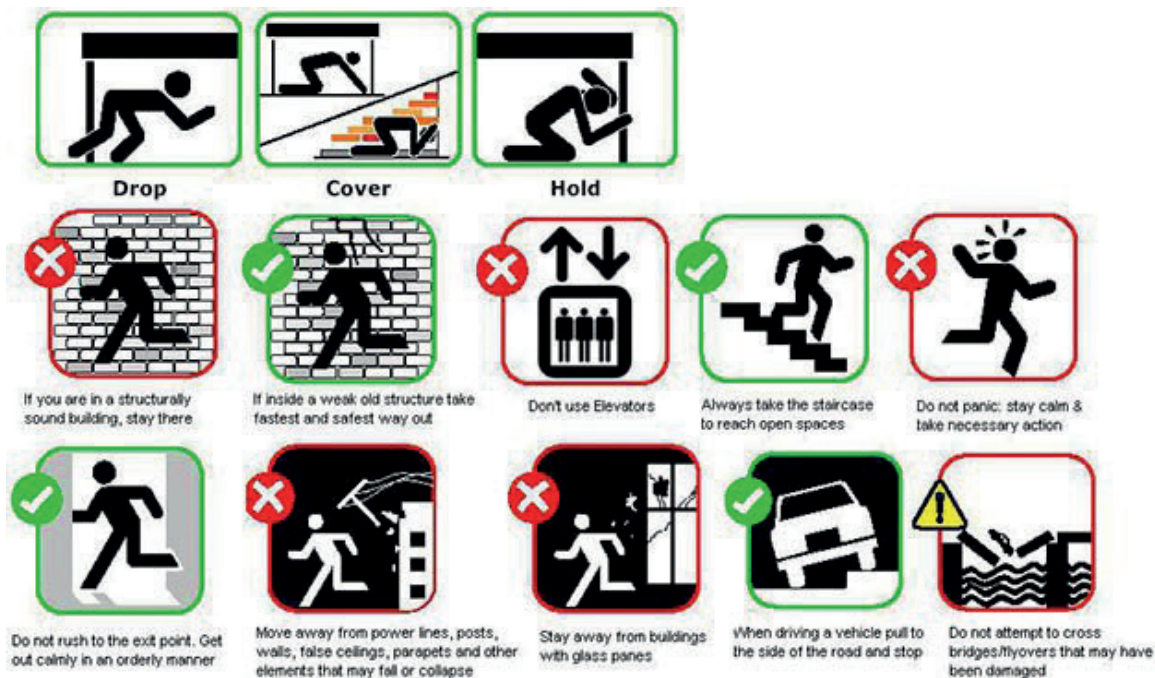 Drop
Cover
Hold
If you are in a structurally
sound building, stay there
If inside a weak old structure take
fastest and safest way out
Don't use Elevators
Always take the staircase
to reach open spaces
Do not panic: stay calm &
take necessary action
Do not rush to the exit point. Get
out calmly in an orderly manner
Move away from power lines, posts,
walls, false ceilings, parapets and other
elements that may fall or collapse
Stay away from buildings
with glass panes
When driving a vehicle pull to
the side of the road and stop
Do not attempt to cross
bridges/flyovers that may have
been damaged